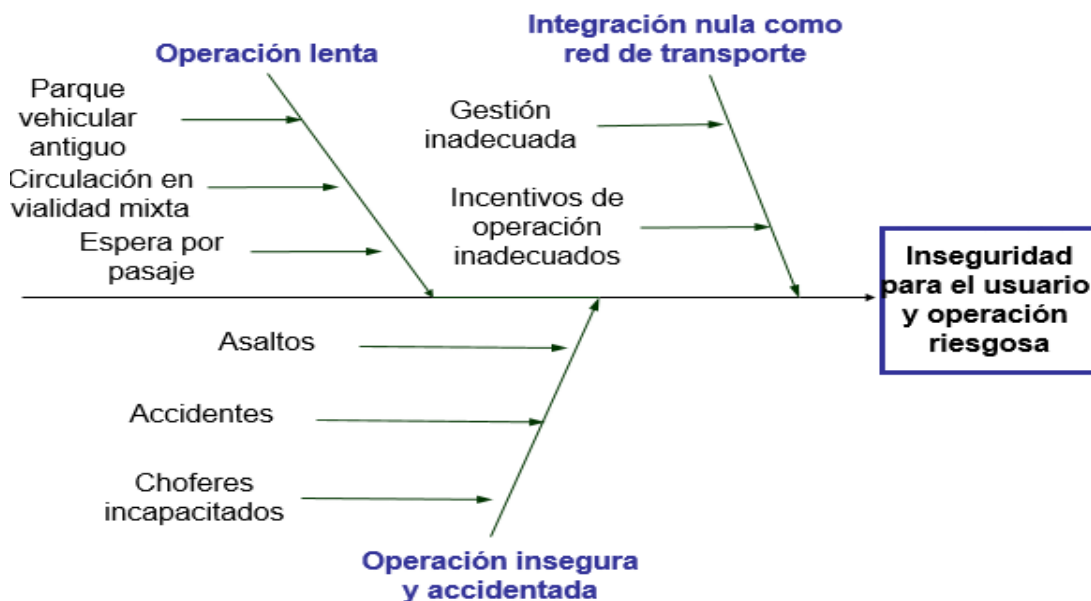 Operación lenta
Parque
vehicular
antiguo
Circulación en
vialidad mixta
Espera por
pasaje
Integración nula como
red de transporte
Gestión
inadecuada
Incentivos de
operación
inadecuados
Inseguridad
para el usuario
y operación
riesgosa
Asaltos
Accidentes
Choferes
incapacitados
Operación insegura
y accidentada